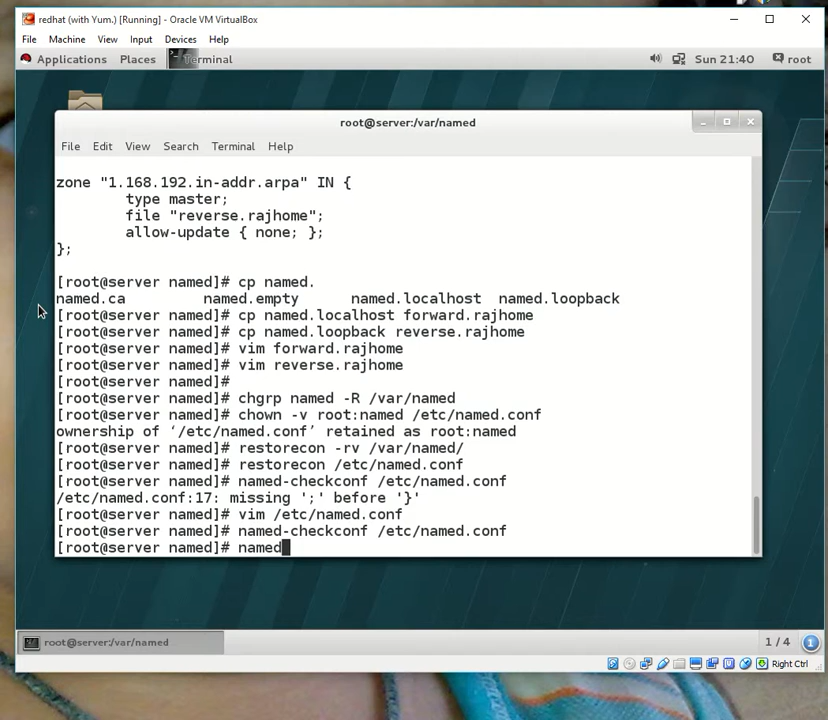 redhat (with Yum.) [Running] - Oracle VM VirtualBox
File Machine View Input Devices Help
Applications Places Terminal Sun 21:40 root
root@server:/var/named
File Edit View Search Terminal Help
zone "1.168.192.in-addr.arpa" IN {
type master;
file "reverse.rajhome";
allow-update { none; };
};
[root@server named]# cp named.
named.ca named.empty named.localhost named.loopback
[root@server named]# cp named.localhost forward.rajhome
[root@server named]# cp named.loopback reverse.rajhome
[root@server named]# vim forward.rajhome
[root@server named]# vim reverse.rajhome
[root@server named]#
[root@server named]# chgrp named -R /var/named
[root@server named]# chown -v root:named /etc/named.conf
ownership of ‘/etc/named.conf’ retained as root:named
[root@server named]# restorecon -rv /var/named/
[root@server named]# restorecon /etc/named.conf
[root@server named]# named-checkconf /etc/named.conf
/etc/named.conf:17: missing ';' before '}'
[root@server named]# vim /etc/named.conf
[root@server named]# named-checkconf /etc/named.conf
[root@server named]# named
root@server:/var/named 1 / 4 1
Right Ctrl